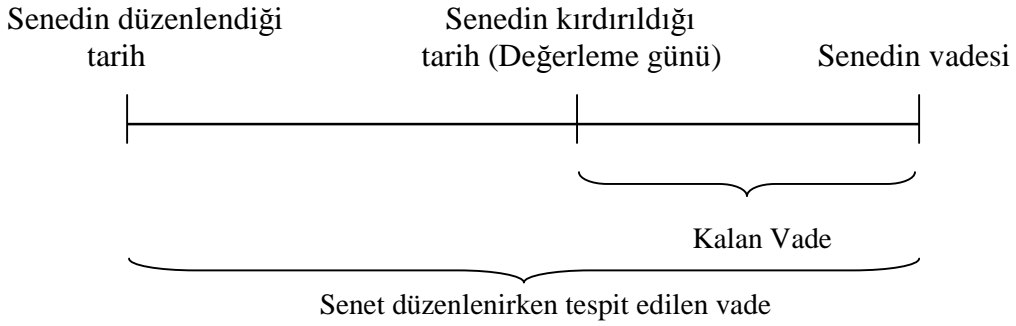 Senedin düzenlendiği
tarih
Senedin kırdırıldığı
tarih (Değerleme günü)
Senedin vadesi
Kalan Vade
Senet düzenlenirken tespit edilen vade